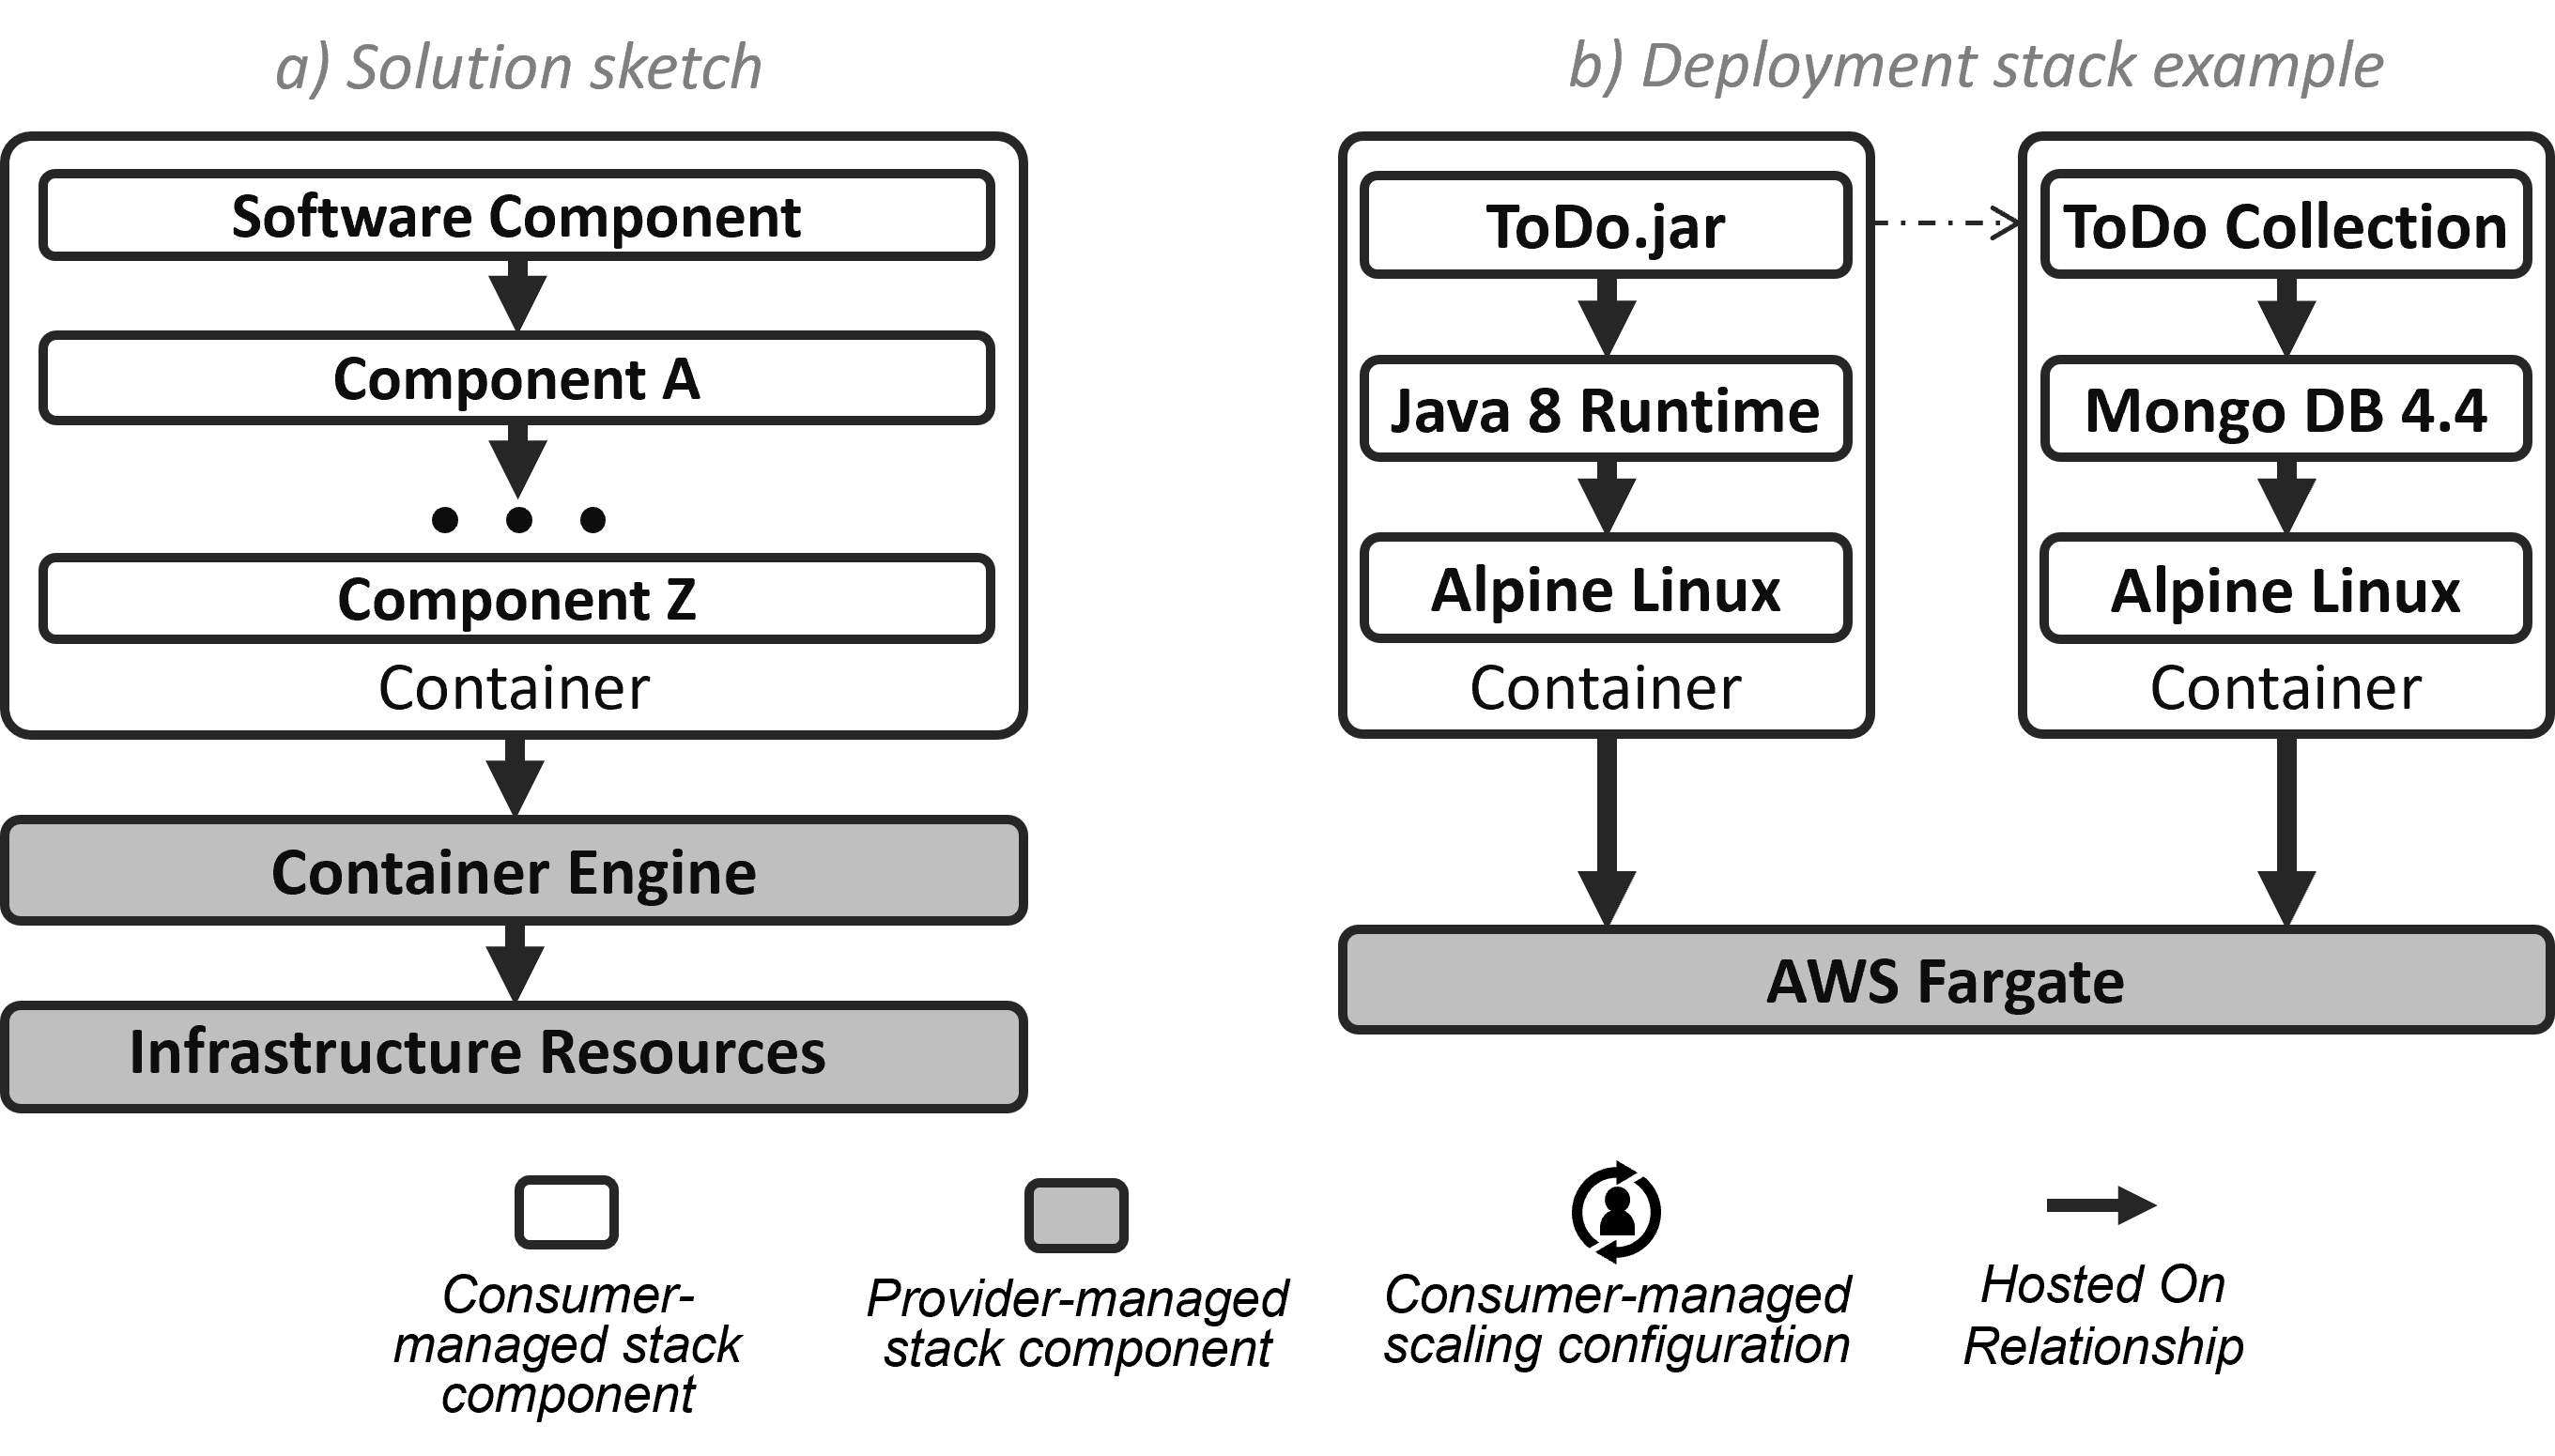 a) Solution sketch
Software Component
Component A
Component Z
Container
Container Engine
Infrastructure Resources
b) Deployment stack example
ToDo.jar
Java 8 Runtime
Alpine Linux
Container
ToDo Collection
Mongo DB 4.4
Alpine Linux
Container
AWS Fargate
Consumer-
managed stack
component
Provider-managed
stack component
Consumer-managed
scaling configuration
Hosted On
Relationship